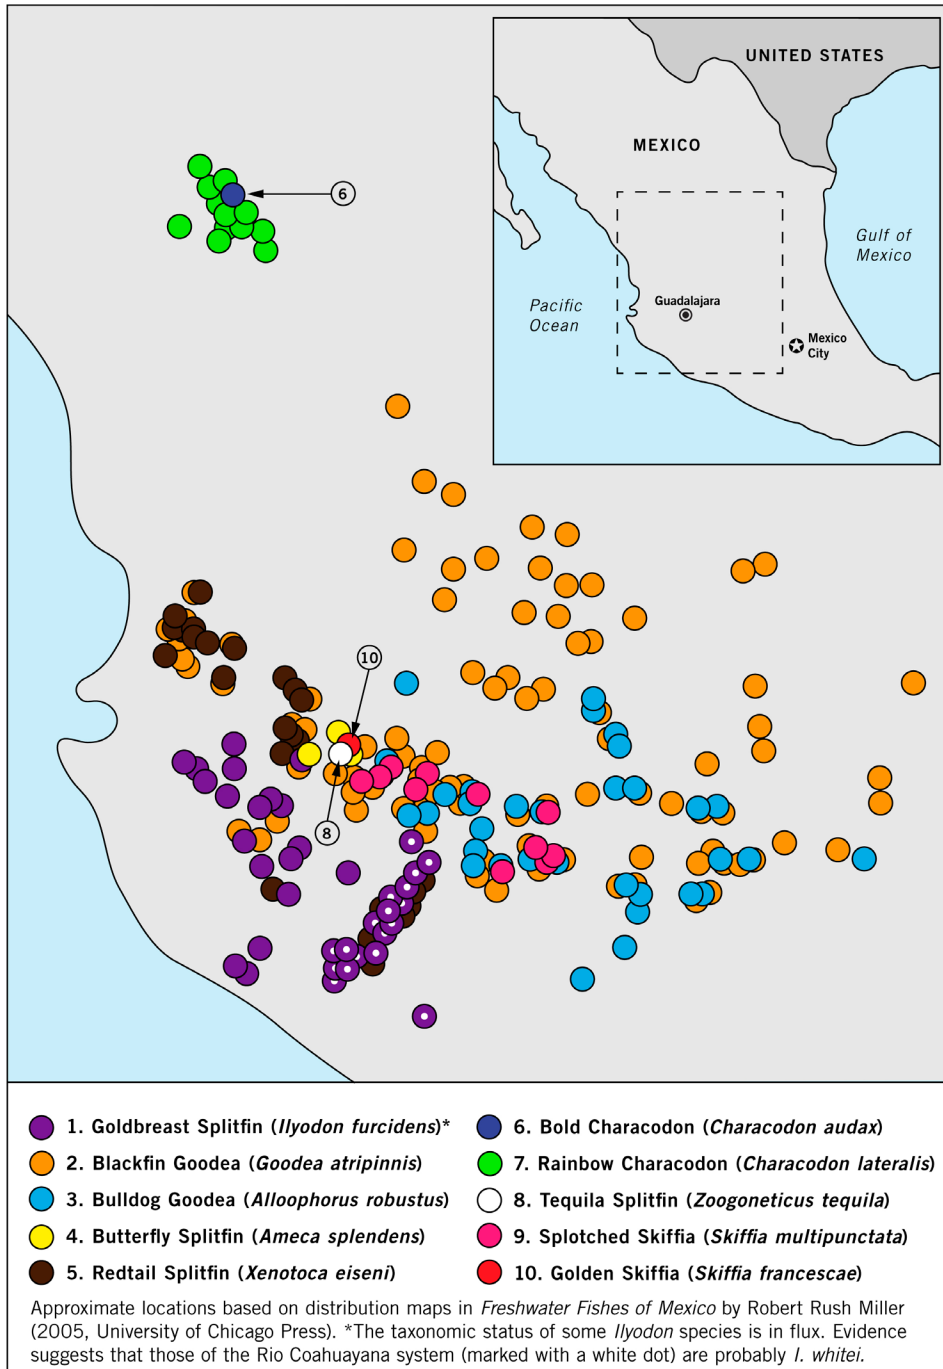 UNITED STATES
MEXICO
6
Gulf of
Mexico
Pacific
Ocean
Guadalajara
Mexico
City
10
8
1. Goldbreast Splitfin (Ilyodon furcidens)*
2. Blackfin Goodea (Goodea atripinnis)
3. Bulldog Goodea (Alloophorus robustus)
4. Butterfly Splitfin (Ameca splendens)
5. Redtail Splitfin (Xenotoca eiseni)
6. Bold Characodon (Characodon audax)
7. Rainbow Characodon (Characodon lateralis)
8. Tequila Splitfin (Zoogoneticus tequila)
9. Splotched Skiffia (Skiffia multipunctata)
10. Golden Skiffia (Skiffia francescae)
Approximate locations based on distribution maps in Freshwater Fishes of Mexico by Robert Rush Miller
(2005, University of Chicago Press). *The taxonomic status of some Ilyodon species is in flux. Evidence
suggests that those of the Rio Coahuayana system (marked with a white dot) are probably I. whitei.